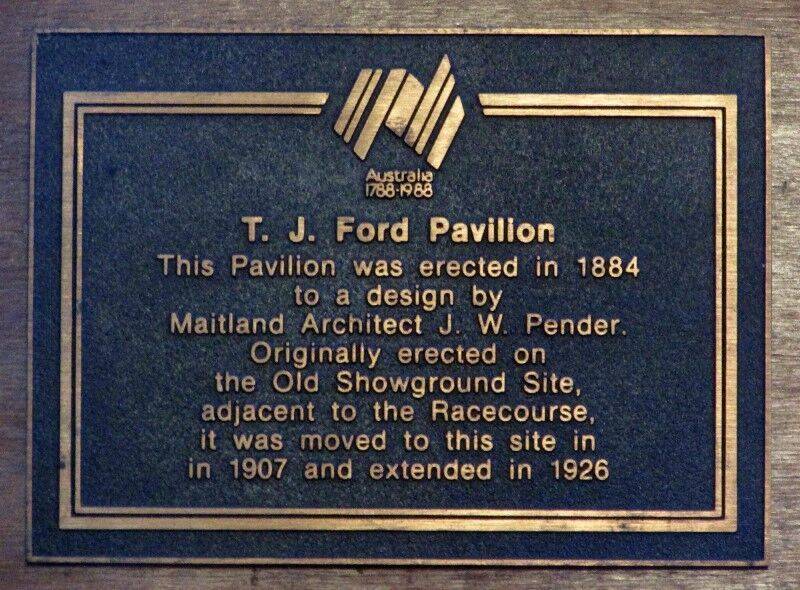 Australia
1788-1988
T. J. Ford Pavilion
This Pavilion was erected in 1884
to a design by
Maitland Architect J. W. Pender.
Originally erected on
the Old Showground Site,
adjacent to the Racecourse,
it was moved to this site in
in 1907 and extended in 1926